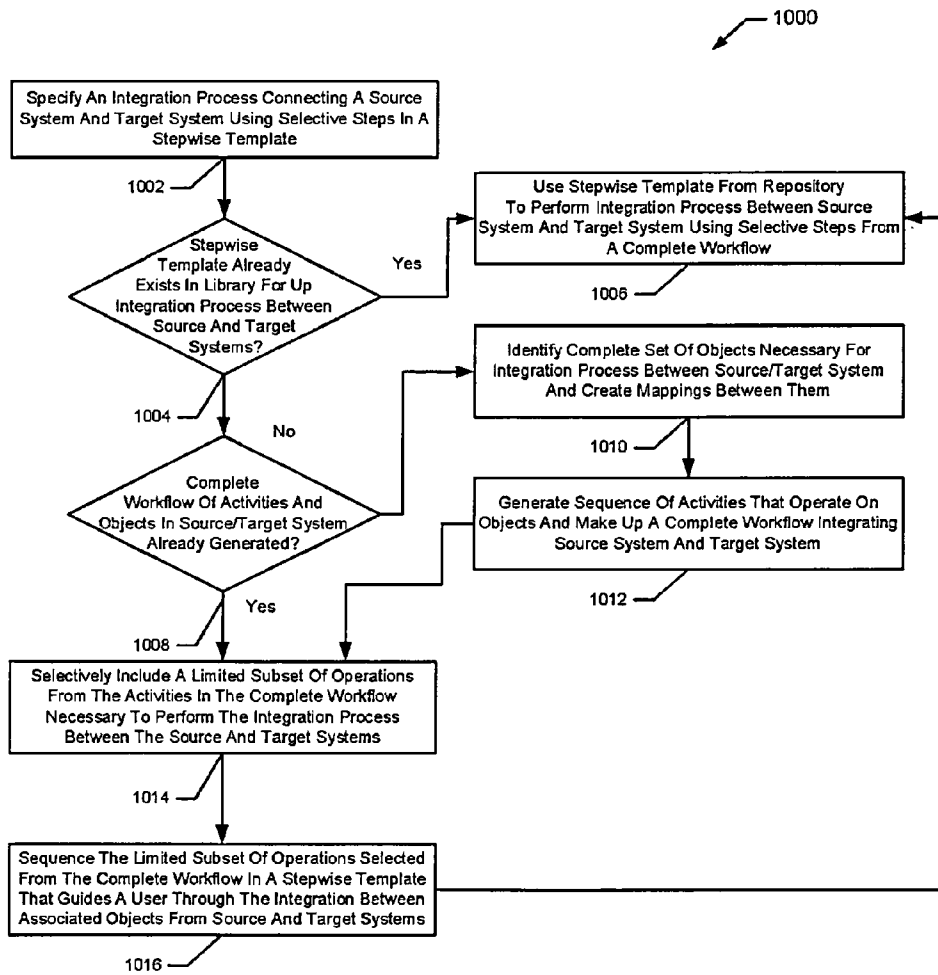 1000
Specify An Integration Process Connecting A Source
System And Target System Using Selective Steps In A
Stepwise Template
1002
Use Stepwise Template From Repository
To Perform Integration Process Between Source
System And Target System Using Selective Steps From
A Complete Workflow
1006
Stepwise
Template Already
Exists In Library For Up
Integration Process Between
Source And Target
Systems?
Yes
1004
No
Identify Complete Set Of Objects Necessary For
Integration Process Between Source/Target System
And Create Mappings Between Them
1010
Complete
Workflow Of Activities And
Objects In Source/Target System
Already Generated?
Yes
1008
Generate Sequence Of Activities That Operate On
Objects And Make Up A Complete Workflow Integrating
Source System And Target System
1012
Selectively Include A Limited Subset Of Operations
From The Activities In The Complete Workflow
Necessary To Perform The Integration Process
Between The Source And Target Systems
1014
Sequence The Limited Subset Of Operations Selected
From The Complete Workflow In A Stepwise Template
That Guides A User Through The Integration Between
Associated Objects From Source And Target Systems
1016